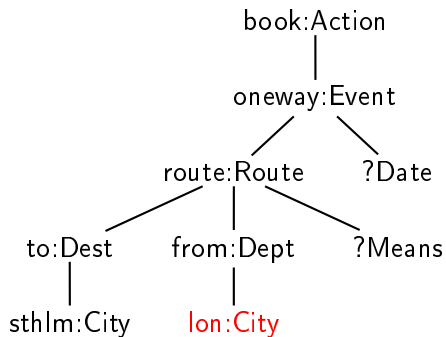 book:Action
oneway:Event
route:Route ?Date
to:Dest from:Dept ?Means
sthlm:City lon:City